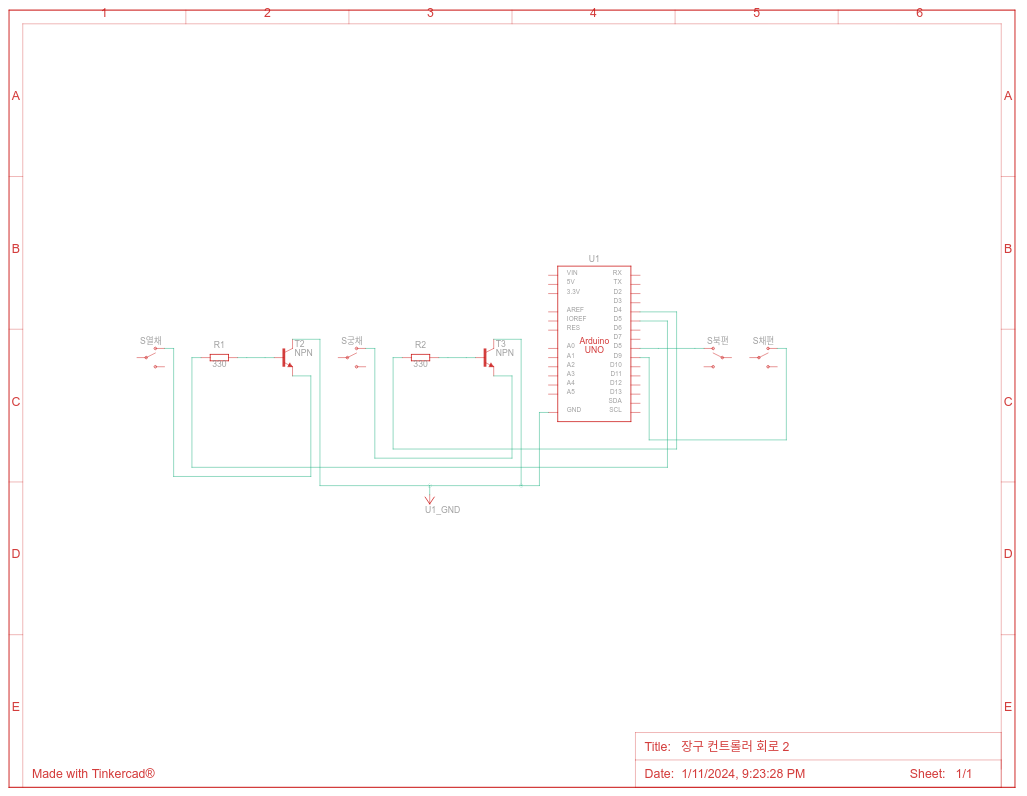 1 2 3 4 5 6
A A
B B
U1
VIN RX
5V TX
3.3V D2
D3
AREF D4
IOREF D5
RES D6
D7
A0 D5
A1 D9
A2 D10
A3 D11
A4 D12
A5 D13
SDA
GND SCL
Arduino
UNO
S열채 R1 T2 S궁채 R2 T3 S북편 S채편
330 NPN 330 NPN
C C
U1_GND
D D
E E
Title: 장구 컨트롤러 회로 2
Made with Tinkercad® Date: 1/11/2024, 9:23:28 PM Sheet: 1/1